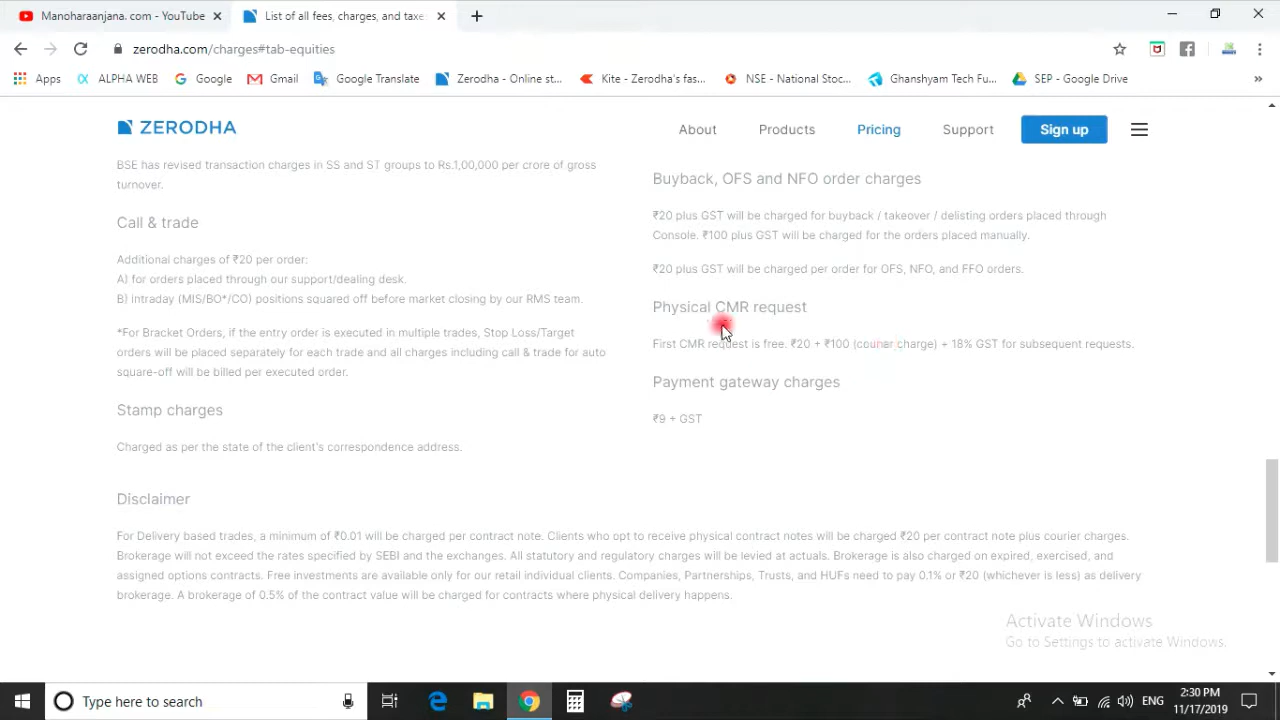 Manoharaanjana. com - YouTube
List of all fees, charges, and taxe
zerodha.com/charges#tab-equities
Apps
ALPHA WEB
Google
Gmail
Google Translate
Zerodha - Online st...
Kite - Zerodha's fas...
NSE - National Stoc...
Ghanshyam Tech Fu...
SEP - Google Drive
»
ZERODHA
About
Products
Pricing
Support
Sign up
BSE has revised transaction charges in SS and ST groups to Rs.1,00,000 per crore of gross
turnover.
Call & trade
Additional charges of ₹20 per order:
A) for orders placed through our support/dealing desk.
B) intraday (MIS/BO*/CO) positions squared off before market closing by our RMS team.
*For Bracket Orders, if the entry order is executed in multiple trades, Stop Loss/Target
orders will be placed separately for each trade and all charges including call & trade for auto
square-off will be billed per executed order.
Stamp charges
Charged as per the state of the client's correspondence address.
Buyback, OFS and NFO order charges
₹20 plus GST will be charged for buyback / takeover / delisting orders placed through
Console. ₹100 plus GST will be charged for the orders placed manually.
₹20 plus GST will be charged per order for OFS, NFO, and FFO orders.
Physical CMR request
First CMR request is free. ₹20 + ₹100 (courier charge) + 18% GST for subsequent requests.
Payment gateway charges
₹9 + GST
Disclaimer
For Delivery based trades, a minimum of ₹0.01 will be charged per contract note. Clients who opt to receive physical contract notes will be charged ₹20 per contract note plus courier charges.
Brokerage will not exceed the rates specified by SEBI and the exchanges. All statutory and regulatory charges will be levied at actuals. Brokerage is also charged on expired, exercised, and
assigned options contracts. Free investments are available only for our retail individual clients. Companies, Partnerships, Trusts, and HUFs need to pay 0.1% or ₹20 (whichever is less) as delivery
brokerage. A brokerage of 0.5% of the contract value will be charged for contracts where physical delivery happens.
Activate Windows
Go to Settings to activate Windows.
Type here to search
ENG
2:30 PM
11/17/2019